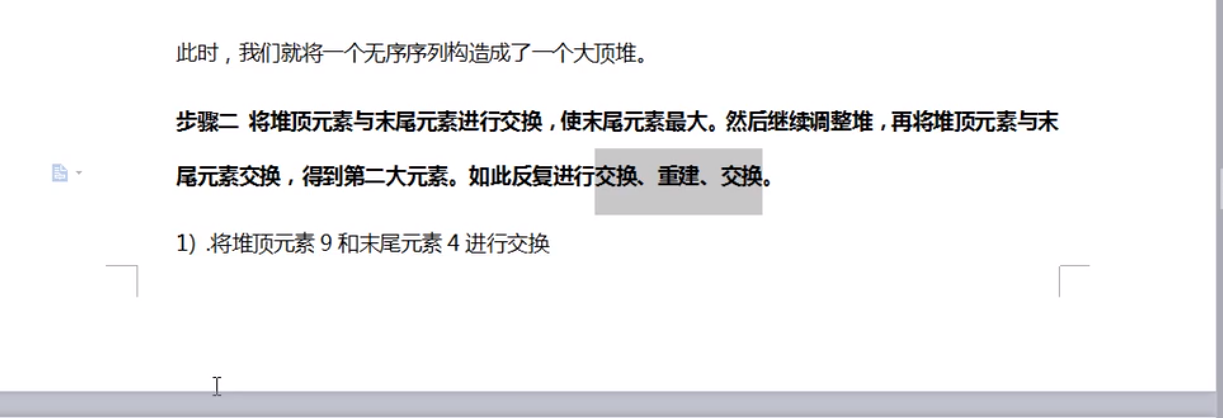 此时，我们就将一个无序序列构造成了一个大顶堆。
步骤二 将堆顶元素与末尾元素进行交换，使末尾元素最大。然后继续调整堆，再将堆顶元素与末
尾元素交换，得到第二大元素。如此反复进行交换、重建、交换。
1) .将堆顶元素 9 和末尾元素 4 进行交换